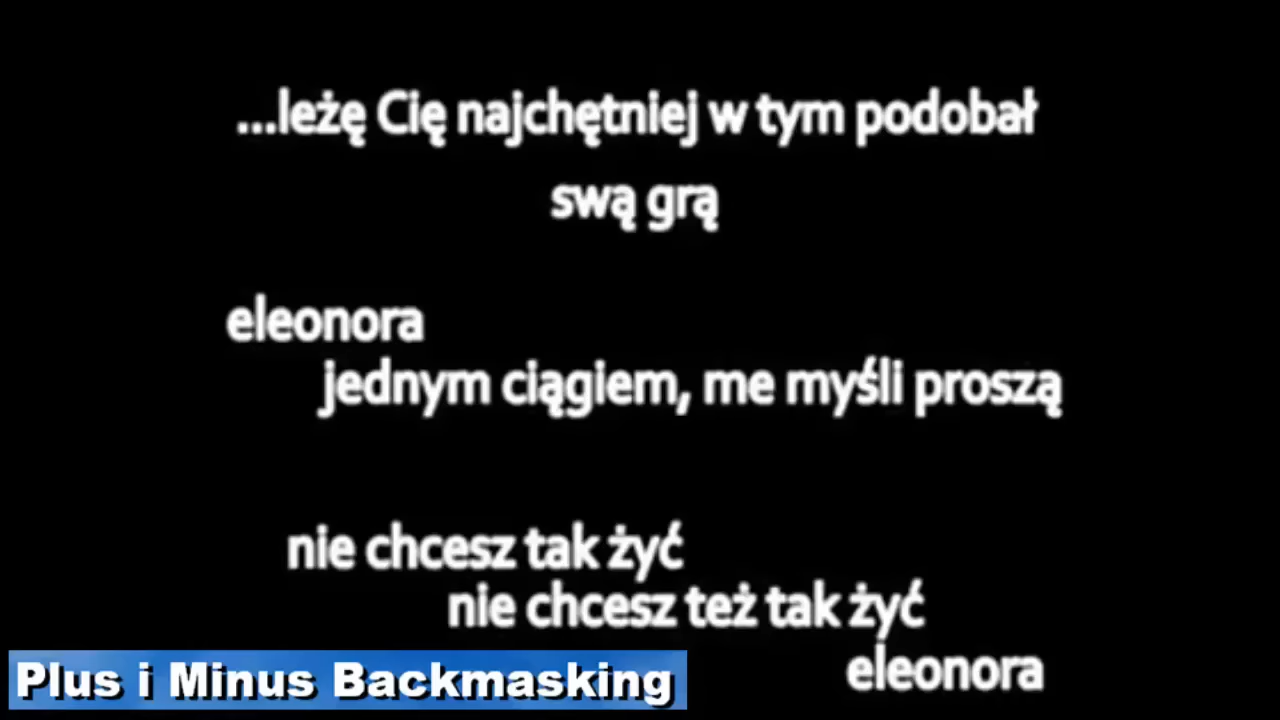 ...leżę Cię najchętniej w tym podobał
swą grą
eleonora
jednym ciągiem, me myśli proszą
nie chcesz tak żyć
nie chcesz też tak żyć
eleonora
Plus i Minus Backmasking